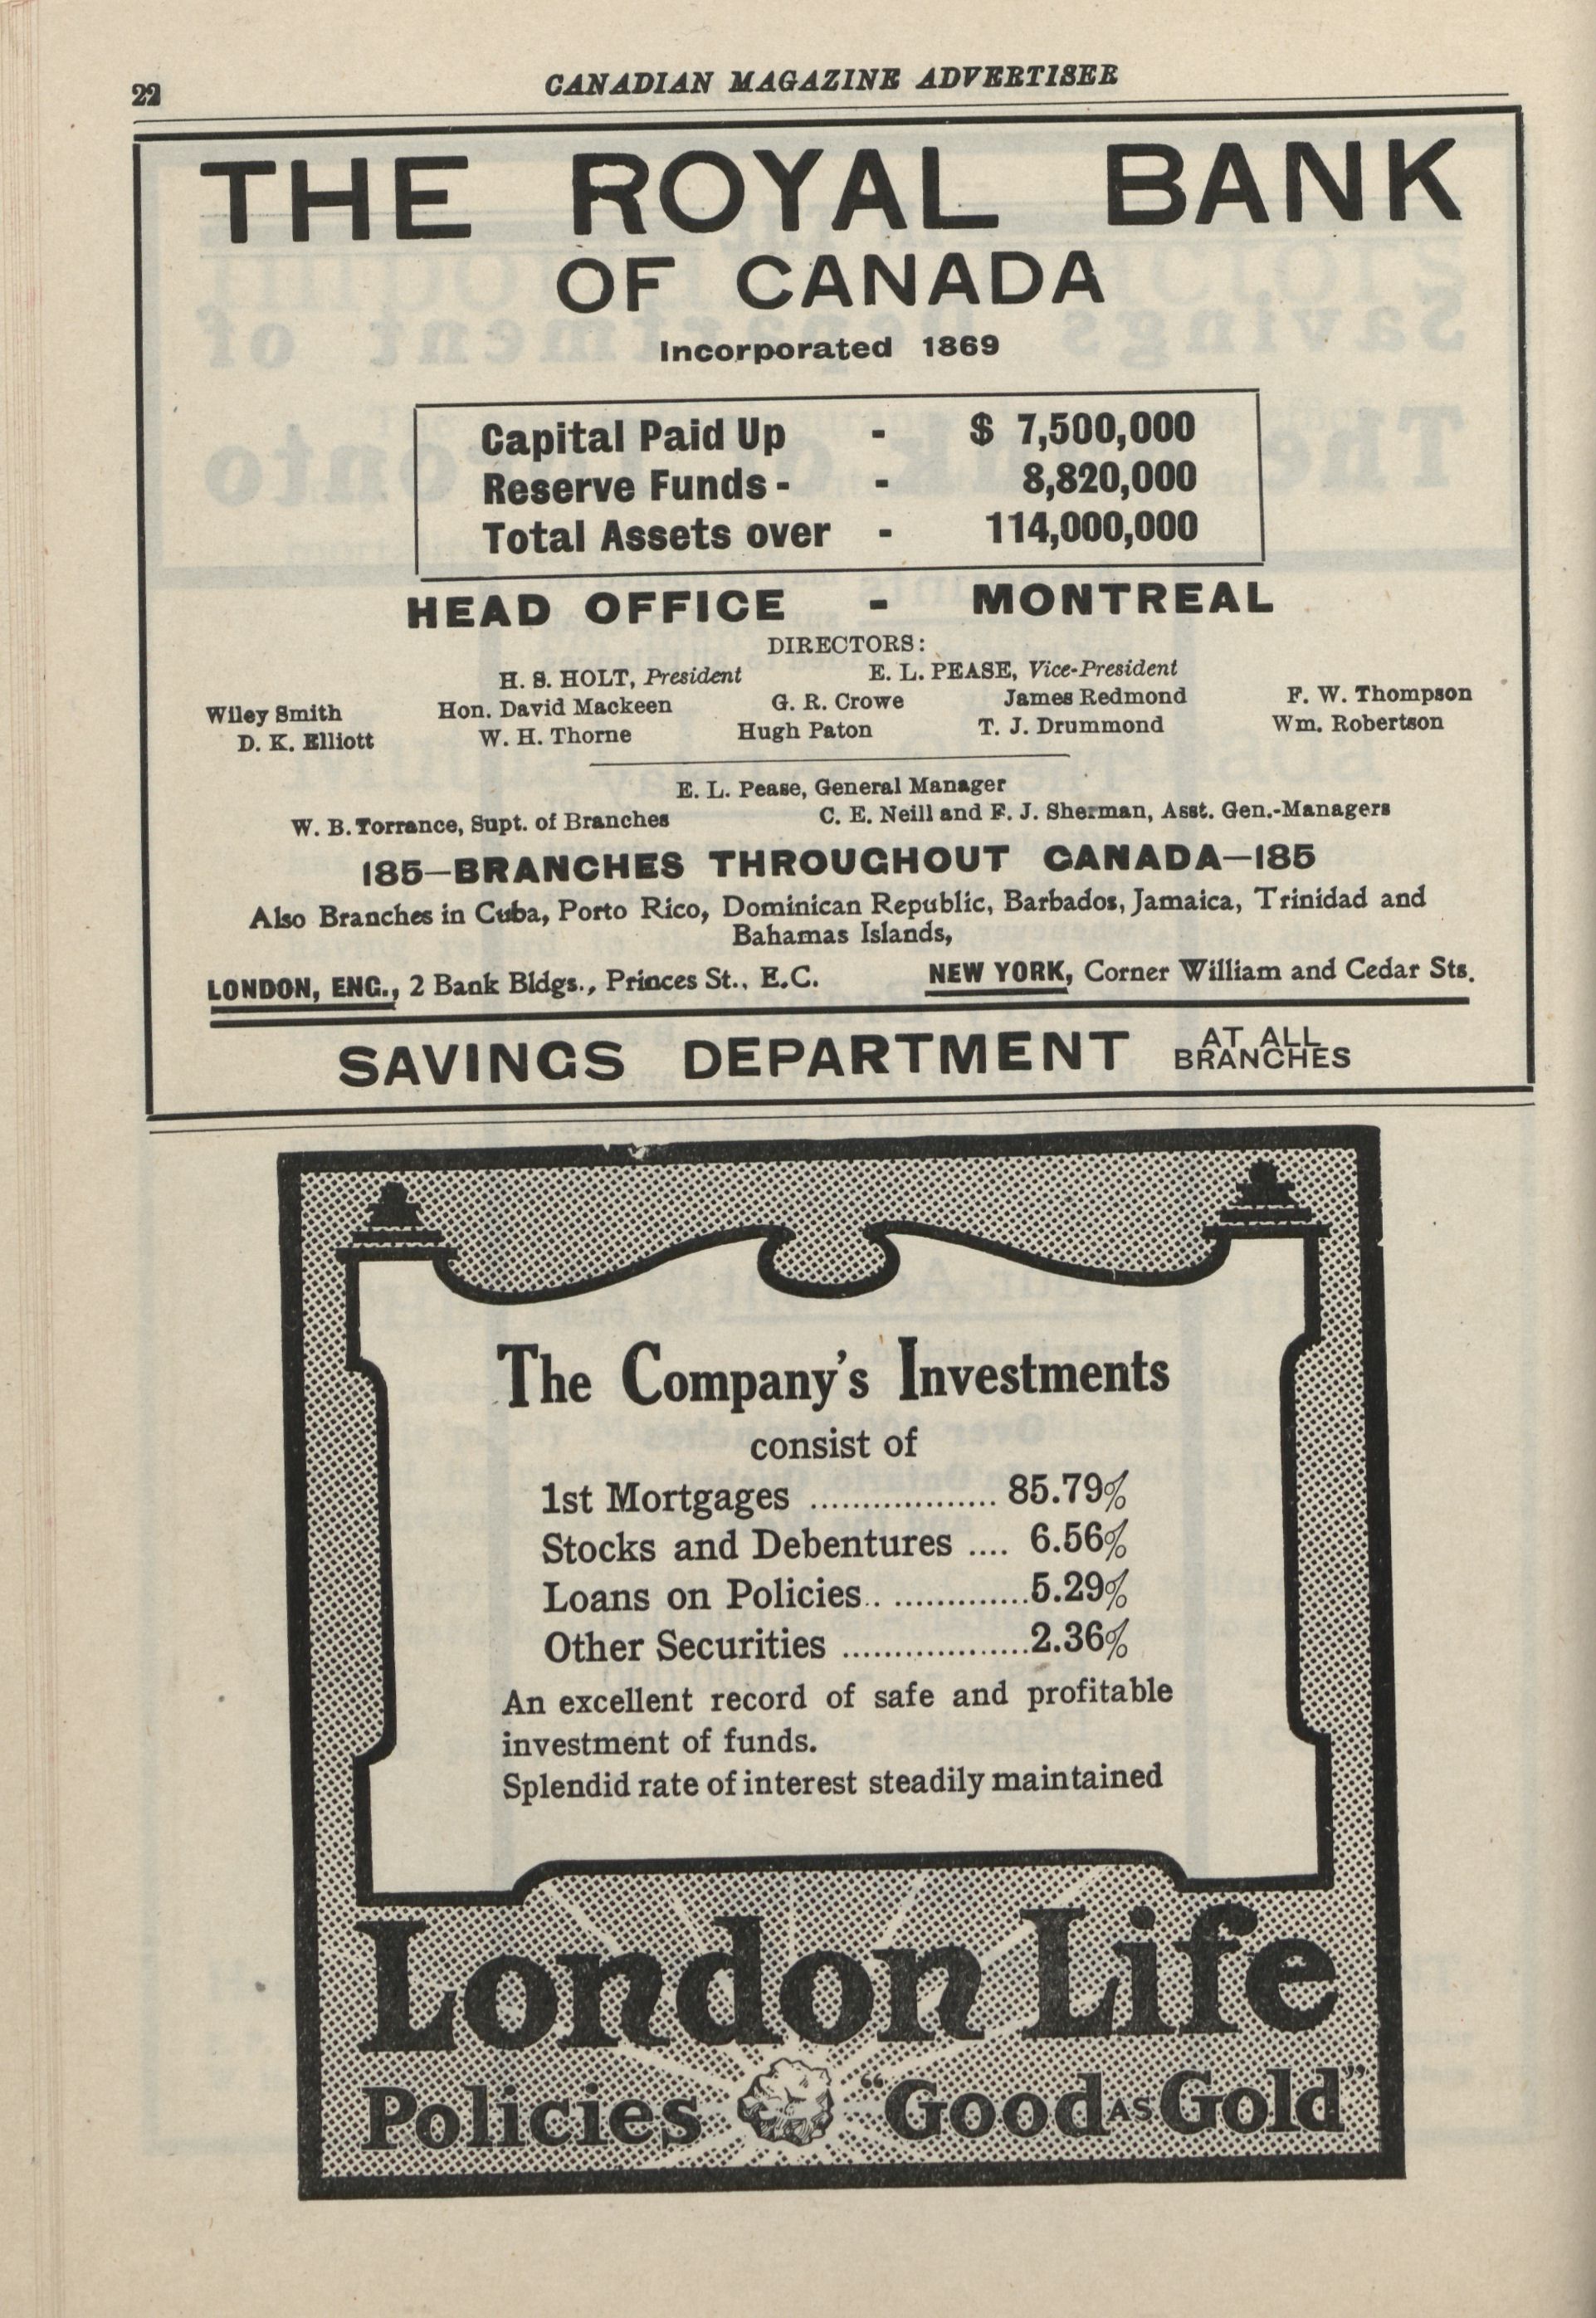 22
CANADIAN MAGAZINE ADVERTISER
THE ROYAL BANK
OF CANADA
Incorporated 1869
Capital Paid Up - $ 7,500,000
Reserve Funds - - 8,820,000
Total Assets over - 114,000,000
HEAD OFFICE - MONTREAL
DIRECTORS:
H. S. HOLT, President E. L. PEASE, Vice-President
Wiley Smith Hon. David Mackeen G. R. Crowe James Redmond F. W. Thompson
D. K. Elliott W. H. Thorne Hugh Paton T. J. Drummond Wm. Robertson
E. L. Pease, General Manager
W. B. Torrance, Supt. of Branches C. E. Neill and F. J. Sherman, Asst. Gen.-Managers
185—BRANCHES THROUGHOUT CANADA—185
Also Branches in Cuba, Porto Rico, Dominican Republic, Barbados, Jamaica, Trinidad and
Bahamas Islands,
LONDON, ENG., 2 Bank Bldgs., Princes St., E.C. NEW YORK, Corner William and Cedar Sts.
SAVINGS DEPARTMENT AT ALL
BRANCHES
The Company's Investments
consist of
1st Mortgages .................. 85.79%
Stocks and Debentures .... 6.56%
Loans on Policies.. .............5.29%
Other Securities ..................2.36%
An excellent record of safe and profitable
investment of funds.
Splendid rate of interest steadily maintained
London Life
Policies "Good AS Gold"